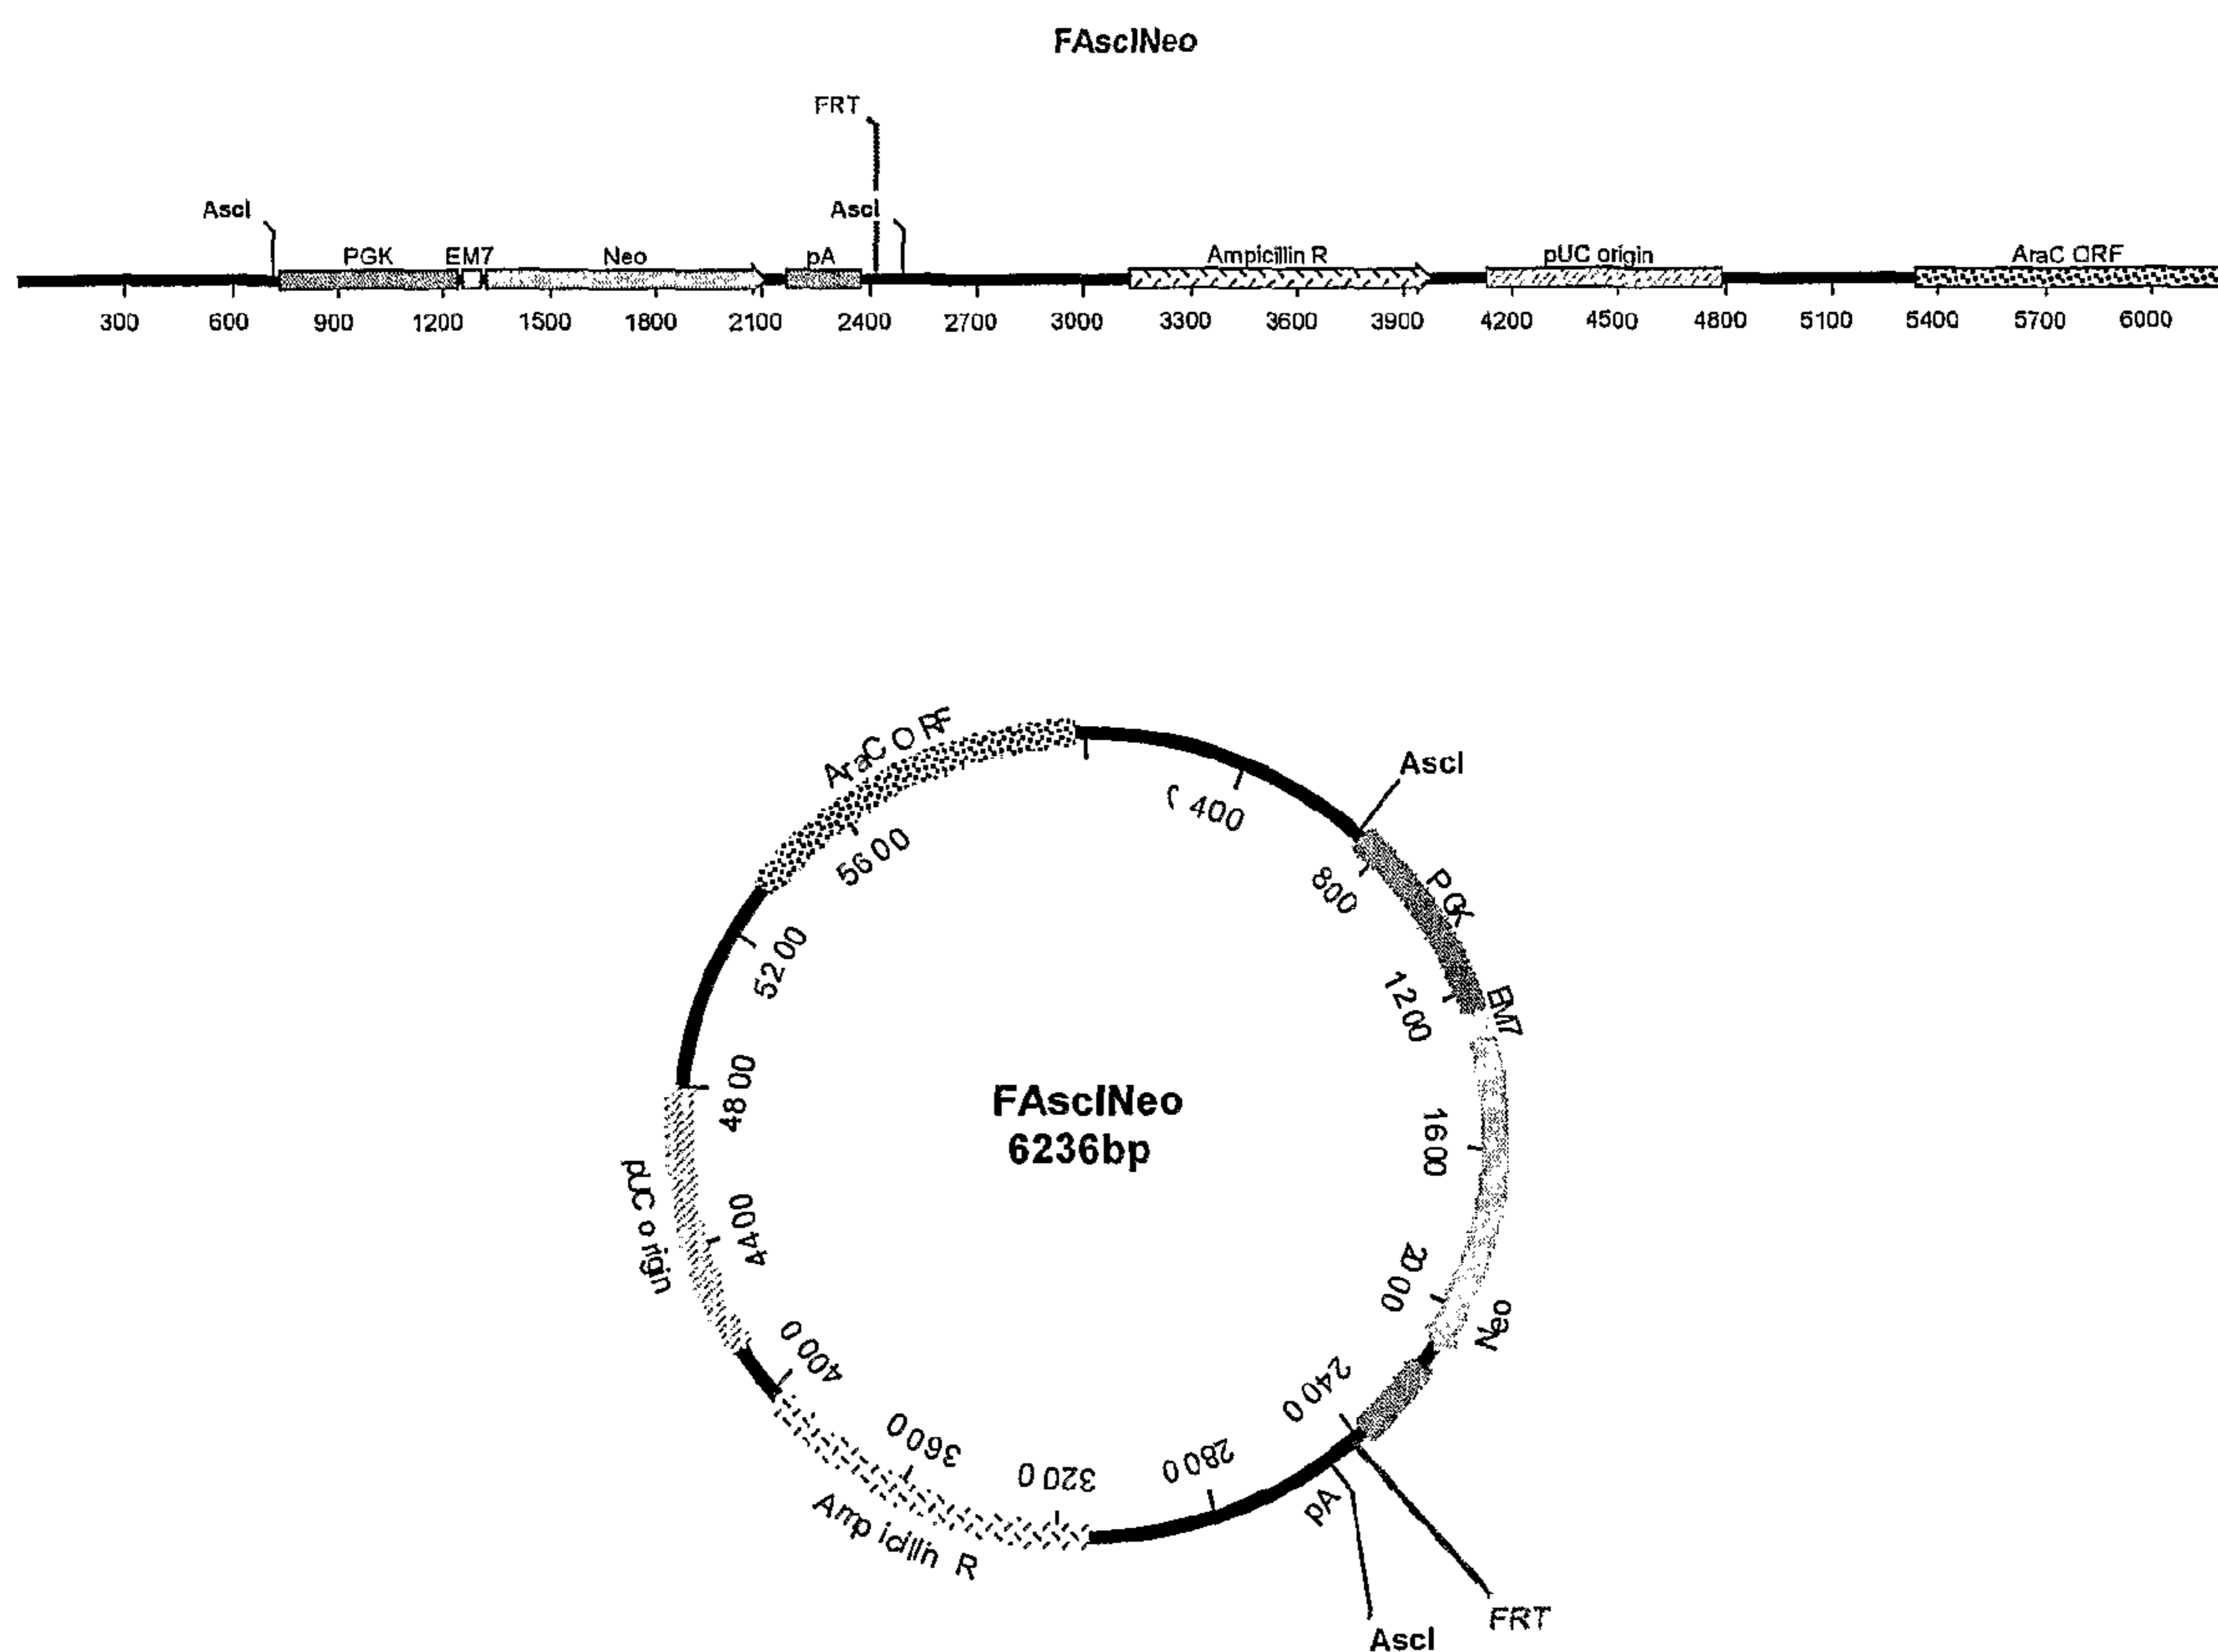 FAscINeo
FRT
AscI AscI
PGK EM7 Neo pA Ampicillin R pUC origin AraC ORF
300 600 900 1200 1500 1800 2100 2400 2700 3000 3300 3600 3900 4200 4500 4800 5100 5400 5700 6000
AraC ORF
AscI
400
5600
800
PGK
5200
1200
EM7
4800
FAscINeo
6236bp
1600
pUC origin
4400
2000
Neo
4000
2400
3600
3200
2800
pA
Ampicillin R
FRT
AscI